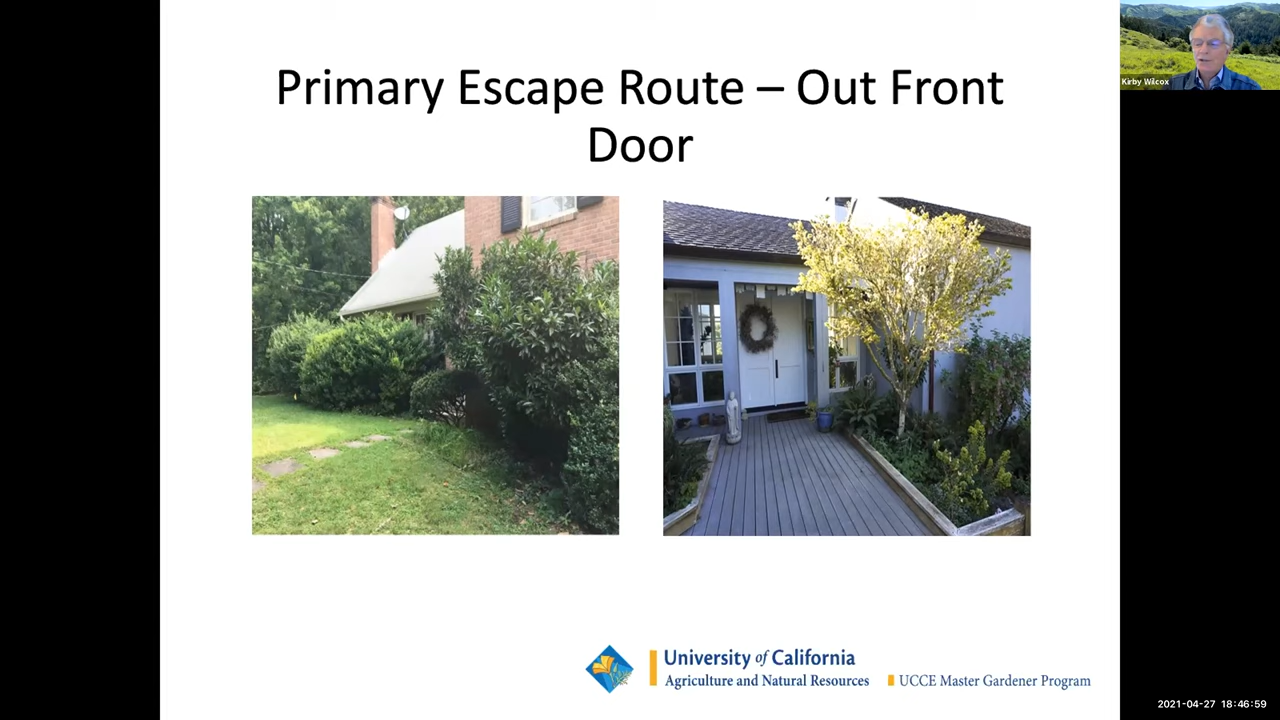 Primary Escape Route – Out Front
Door
Kirby Wilcox
University of California
Agriculture and Natural Resources
UCCE Master Gardener Program
2021-04-27 18:46:59